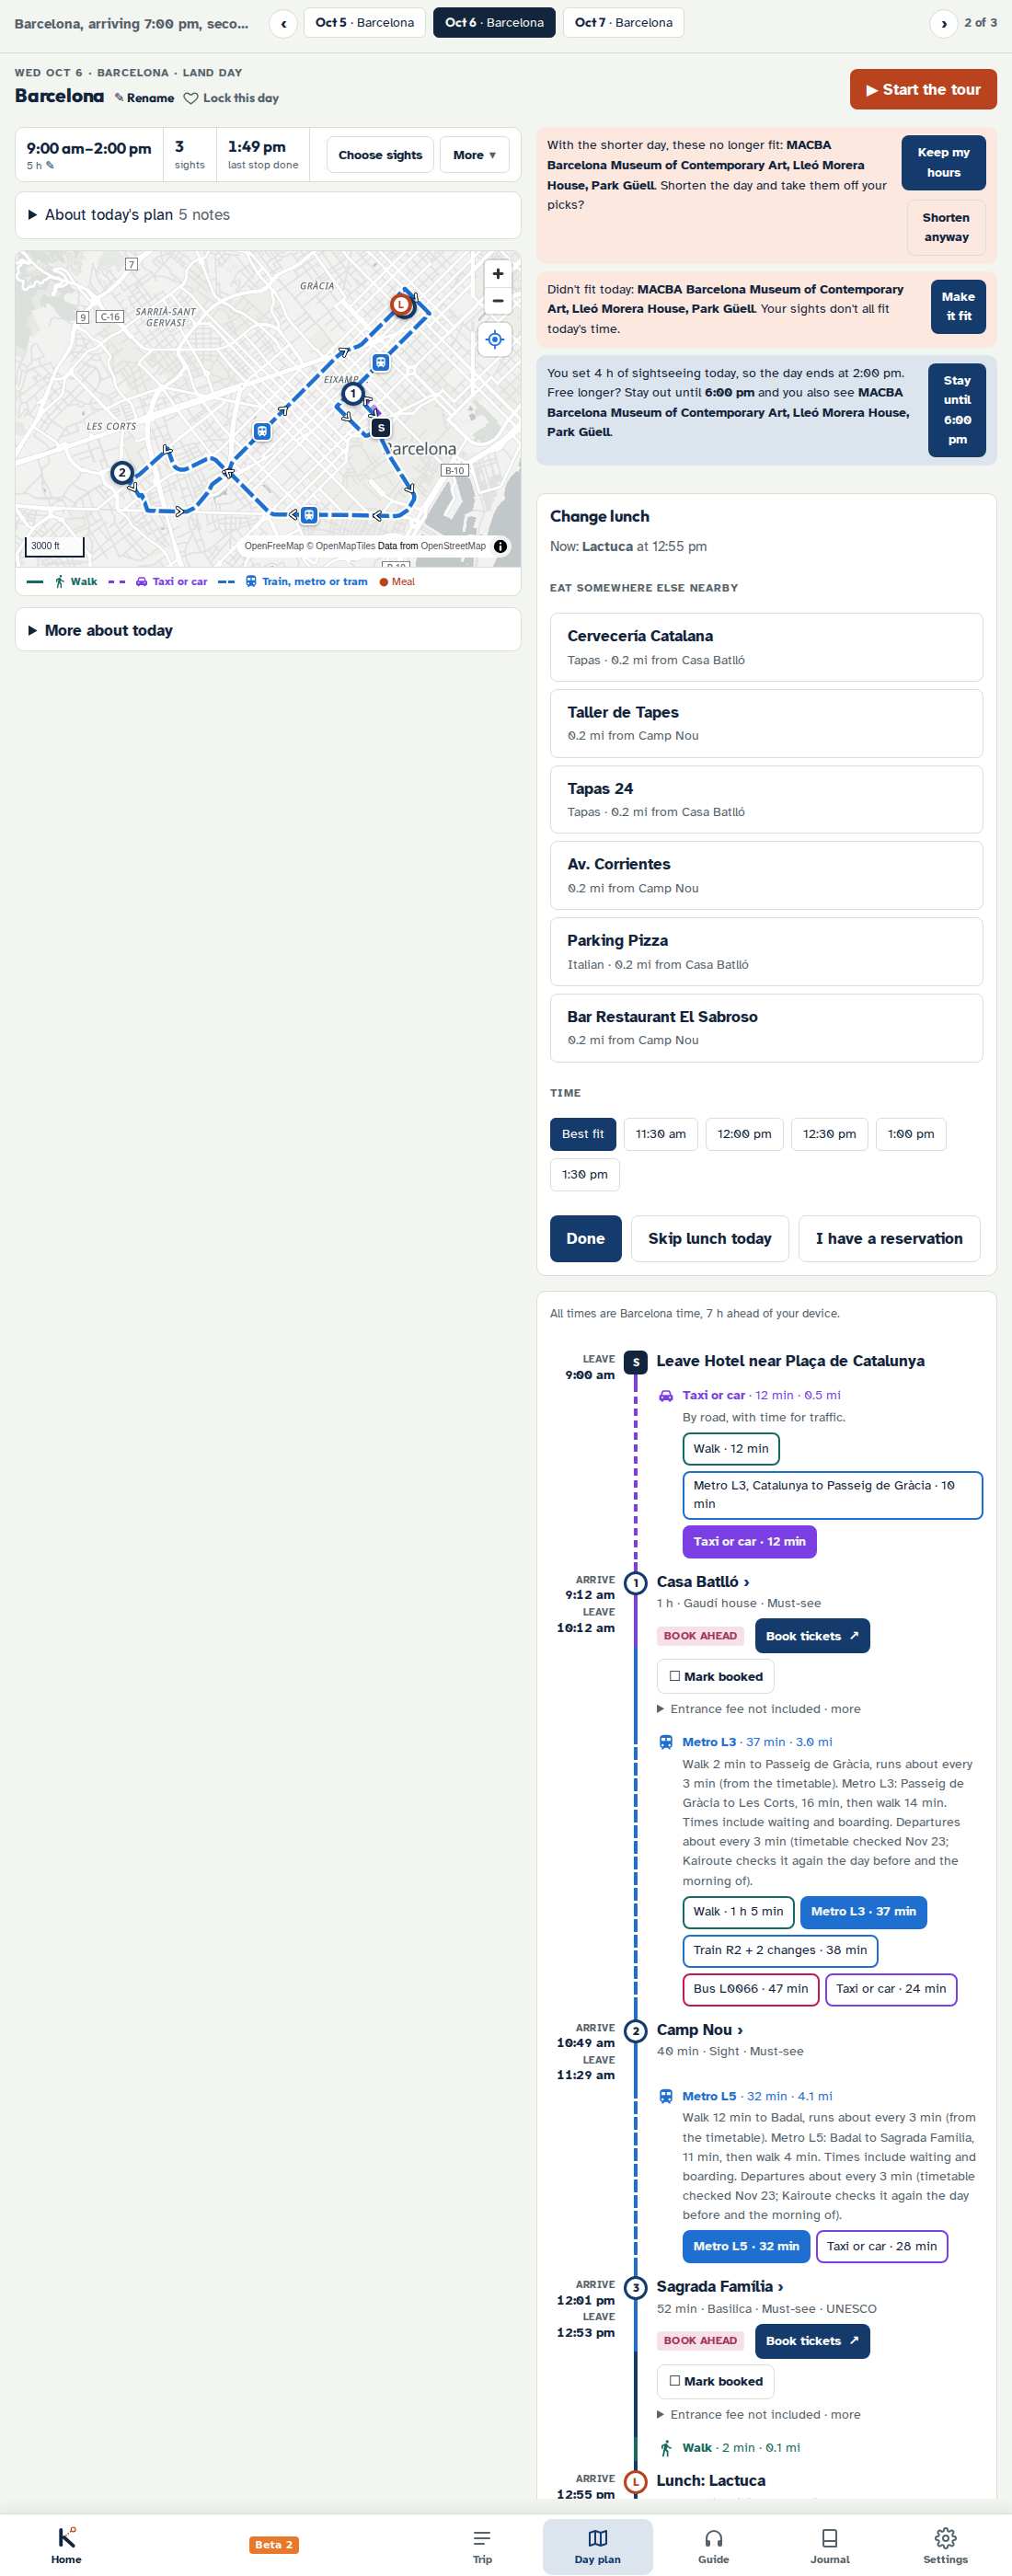 Barcelona, arriving 7:00 pm, seco...
‹
Oct 5 · Barcelona
Oct 6 · Barcelona
Oct 7 · Barcelona
›
2 of 3
WED OCT 6 · BARCELONA · LAND DAY
Barcelona ✎ Rename Lock this day
▶ Start the tour
9:00 am–2:00 pm
5 h ✎
3
sights
1:49 pm
last stop done
Choose sights
More ▾
▶ About today's plan 5 notes
7
GRÀCIA
9
C-16
SARRIÀ-SANT
GERVASI
L
+
−
EIXAMP
1
LES CORTS
S
Barcelona
2
B-10
3000 ft
OpenFreeMap © OpenMapTiles Data from OpenStreetMap
B-10
Walk
Taxi or car
Train, metro or tram
Meal
▶ More about today
With the shorter day, these no longer fit: MACBA
Barcelona Museum of Contemporary Art, Lleó Morera
House, Park Güell. Shorten the day and take them off your
picks?
Keep my
hours
Shorten
anyway
Didn't fit today: MACBA Barcelona Museum of Contemporary
Art, Lleó Morera House, Park Güell. Your sights don't all fit
today's time.
Make
it fit
You set 4 h of sightseeing today, so the day ends at 2:00 pm.
Free longer? Stay out until 6:00 pm and you also see MACBA
Barcelona Museum of Contemporary Art, Lleó Morera House,
Park Güell.
Stay
until
6:00
pm
Change lunch
Now: Lactuca at 12:55 pm
EAT SOMEWHERE ELSE NEARBY
Cervecería Catalana
Tapas · 0.2 mi from Casa Batlló
Taller de Tapes
0.2 mi from Camp Nou
Tapas 24
Tapas · 0.2 mi from Casa Batlló
Av. Corrientes
0.2 mi from Camp Nou
Parking Pizza
Italian · 0.2 mi from Casa Batlló
Bar Restaurant El Sabroso
0.2 mi from Camp Nou
TIME
Best fit
11:30 am
12:00 pm
12:30 pm
1:00 pm
1:30 pm
Done
Skip lunch today
I have a reservation
All times are Barcelona time, 7 h ahead of your device.
LEAVE
9:00 am
S
Leave Hotel near Plaça de Catalunya
Taxi or car · 12 min · 0.5 mi
By road, with time for traffic.
Walk · 12 min
Metro L3, Catalunya to Passeig de Gràcia · 10
min
Taxi or car · 12 min
ARRIVE
9:12 am
LEAVE
10:12 am
1
Casa Batlló ›
1 h · Gaudí house · Must-see
BOOK AHEAD
Book tickets ↗
☐ Mark booked
▶ Entrance fee not included · more
Metro L3 · 37 min · 3.0 mi
Walk 2 min to Passeig de Gràcia, runs about every
3 min (from the timetable). Metro L3: Passeig de
Gràcia to Les Corts, 16 min, then walk 14 min.
Times include waiting and boarding. Departures
about every 3 min (timetable checked Nov 23;
Kairoute checks it again the day before and the
morning of).
Walk · 1 h 5 min
Metro L3 · 37 min
Train R2 + 2 changes · 38 min
Bus L0066 · 47 min
Taxi or car · 24 min
ARRIVE
10:49 am
LEAVE
11:29 am
2
Camp Nou ›
40 min · Sight · Must-see
Metro L5 · 32 min · 4.1 mi
Walk 12 min to Badal, runs about every 3 min (from
the timetable). Metro L5: Badal to Sagrada Família,
11 min, then walk 4 min. Times include waiting and
boarding. Departures about every 3 min (timetable
checked Nov 23; Kairoute checks it again the day
before and the morning of).
Metro L5 · 32 min
Taxi or car · 28 min
ARRIVE
12:01 pm
LEAVE
12:53 pm
3
Sagrada Família ›
52 min · Basilica · Must-see · UNESCO
BOOK AHEAD
Book tickets ↗
☐ Mark booked
▶ Entrance fee not included · more
Walk · 2 min · 0.1 mi
ARRIVE
12:55 pm
L
Lunch: Lactuca
Home
Beta 2
Trip
Day plan
Guide
Journal
Settings